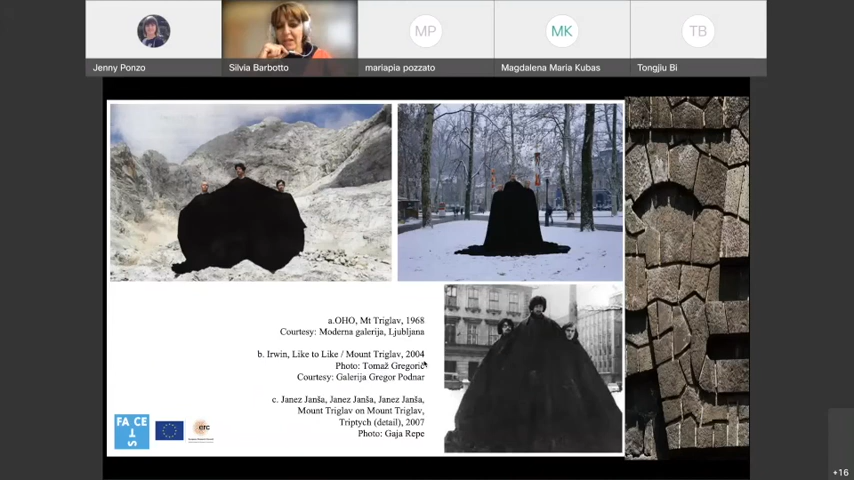 MP
MK
TB
Jenny Ponzo
Silvia Barbotto
mariapia pozzato
Magdalena Maria Kubas
Tongjiu Bi
a.OHO, Mt Triglav, 1968
Courtesy: Moderna galerija, Ljubljana
b. Irwin, Like to Like / Mount Triglav, 2004
Photo: Tomaž Gregorič
Courtesy: Galerija Gregor Podnar
c. Janez Janša, Janez Janša, Janez Janša,
Mount Triglav on Mount Triglav,
Triptych (detail), 2007
Photo: Gaja Repe
FA CE
TS
erc
+16